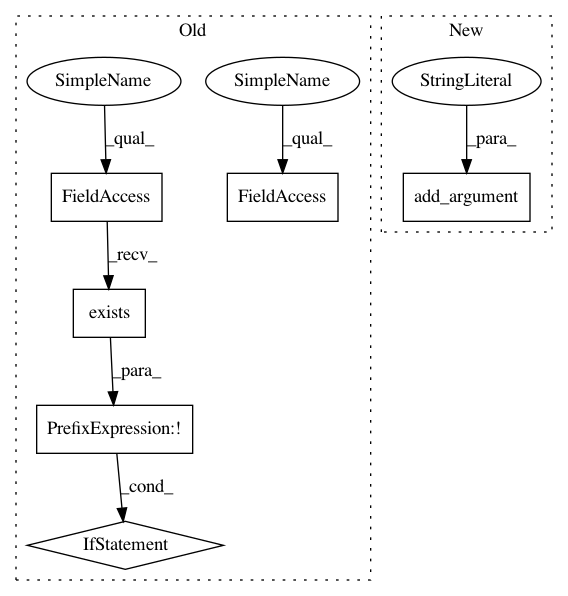 Old
New
SimpleName
SimpleName
StringLiteral
_qual_
_qual_
_para_
FieldAccess
FieldAccess
add_argument
_recv_
exists
_para_
PrefixExpression:!
_cond_
IfStatement